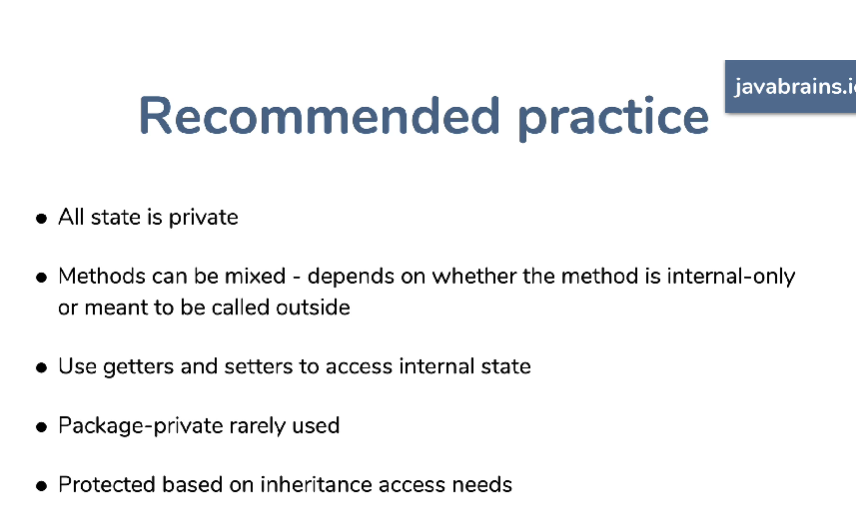 javabrains.io
Recommended practice
● All state is private
● Methods can be mixed - depends on whether the method is internal-only
or meant to be called outside
● Use getters and setters to access internal state
● Package-private rarely used
● Protected based on inheritance access needs